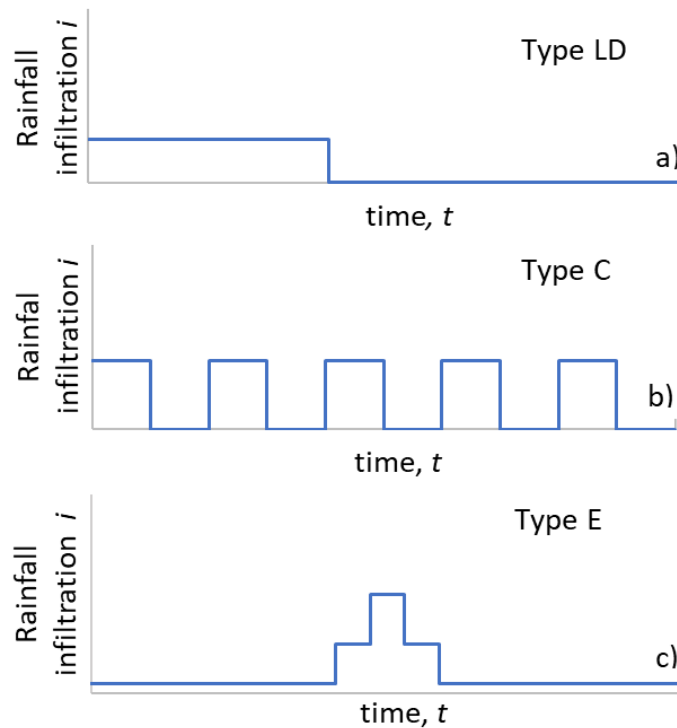 Type LD
Rainfall
infiltration i
a)
time, t
Type C
Rainfall
infiltration i
b)
time, t
Type E
Rainfall
infiltration i
c)
time, t